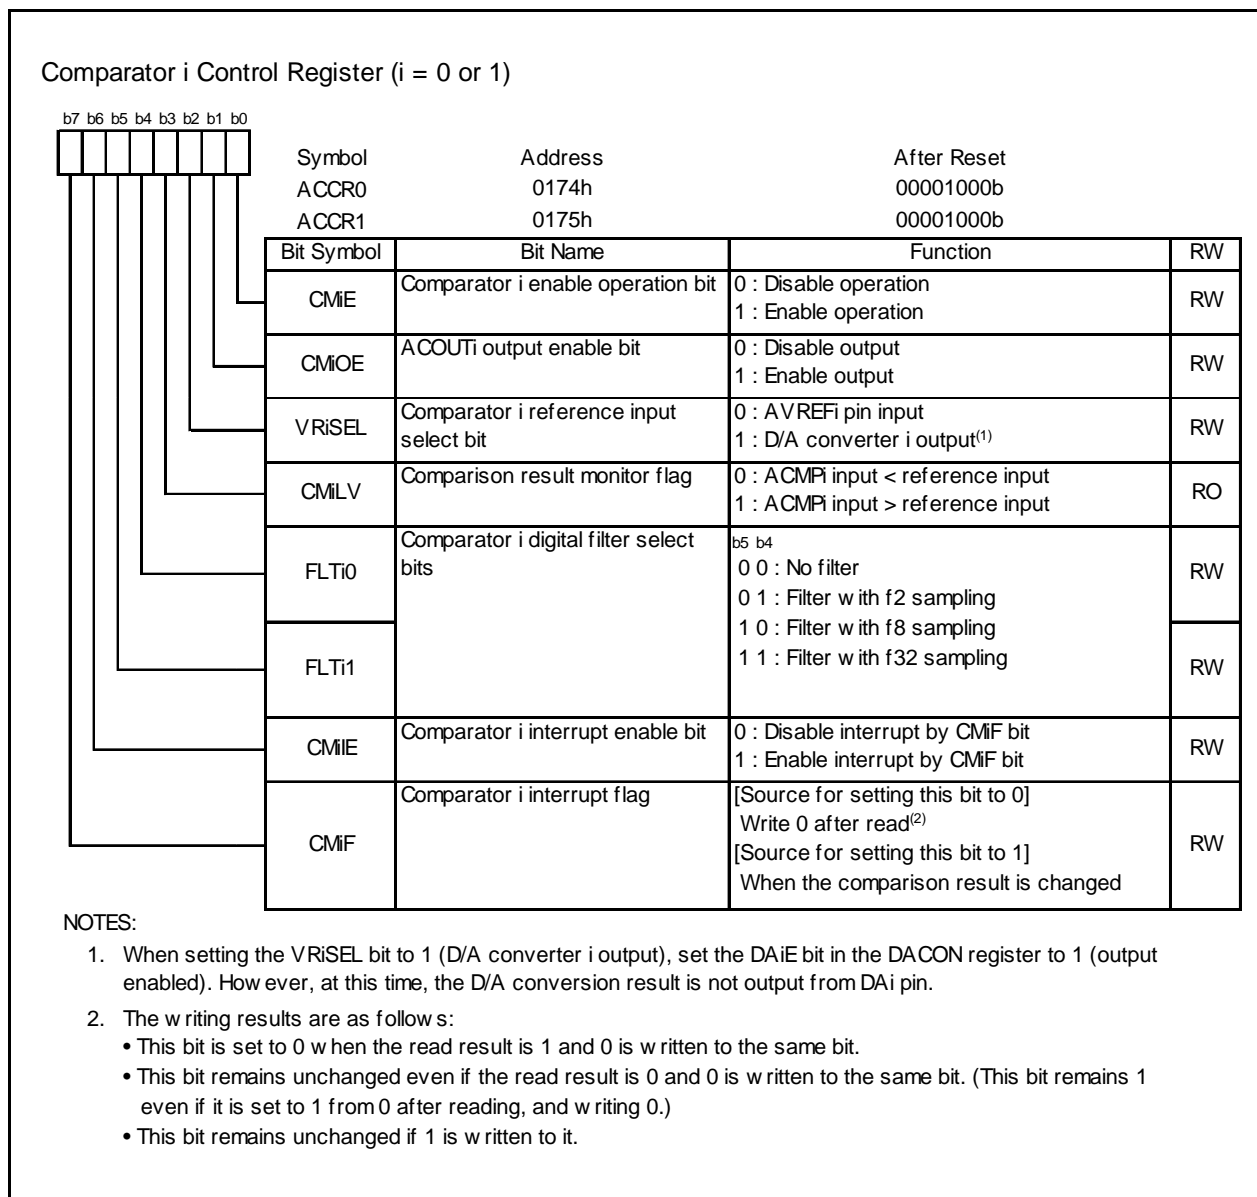 Comparator i Control Register (i = 0 or 1)
b7 b6 b5 b4 b3 b2 b1 b0
Symbol Address After Reset
ACCR0 0174h 00001000b
ACCR1 0175h 00001000b
Bit Symbol Bit Name Function RW
CMiE Comparator i enable operation bit 0 : Disable operation RW
1 : Enable operation
CMiOE ACOUTi output enable bit 0 : Disable output RW
1 : Enable output
VRiSEL Comparator i reference input 0 : AVREFi pin input RW
select bit 1 : D/A converter i output(1)
CMiLV Comparison result monitor flag 0 : ACMPi input < reference input RO
1 : ACMPi input > reference input
FLTi0 Comparator i digital filter select b5 b4 RW
bits 0 0 : No filter
0 1 : Filter with f2 sampling
1 0 : Filter with f8 sampling
FLTi1 1 1 : Filter with f32 sampling RW
CMiIE Comparator i interrupt enable bit 0 : Disable interrupt by CMiF bit RW
1 : Enable interrupt by CMiF bit
CMiF Comparator i interrupt flag [Source for setting this bit to 0] RW
Write 0 after read(2)
[Source for setting this bit to 1]
When the comparison result is changed
NOTES:
1. When setting the VRiSEL bit to 1 (D/A converter i output), set the DAiE bit in the DACON register to 1 (output
enabled). However, at this time, the D/A conversion result is not output from DAi pin.
2. The writing results are as follows:
• This bit is set to 0 when the read result is 1 and 0 is written to the same bit.
• This bit remains unchanged even if the read result is 0 and 0 is written to the same bit. (This bit remains 1
even if it is set to 1 from 0 after reading, and writing 0.)
• This bit remains unchanged if 1 is written to it.